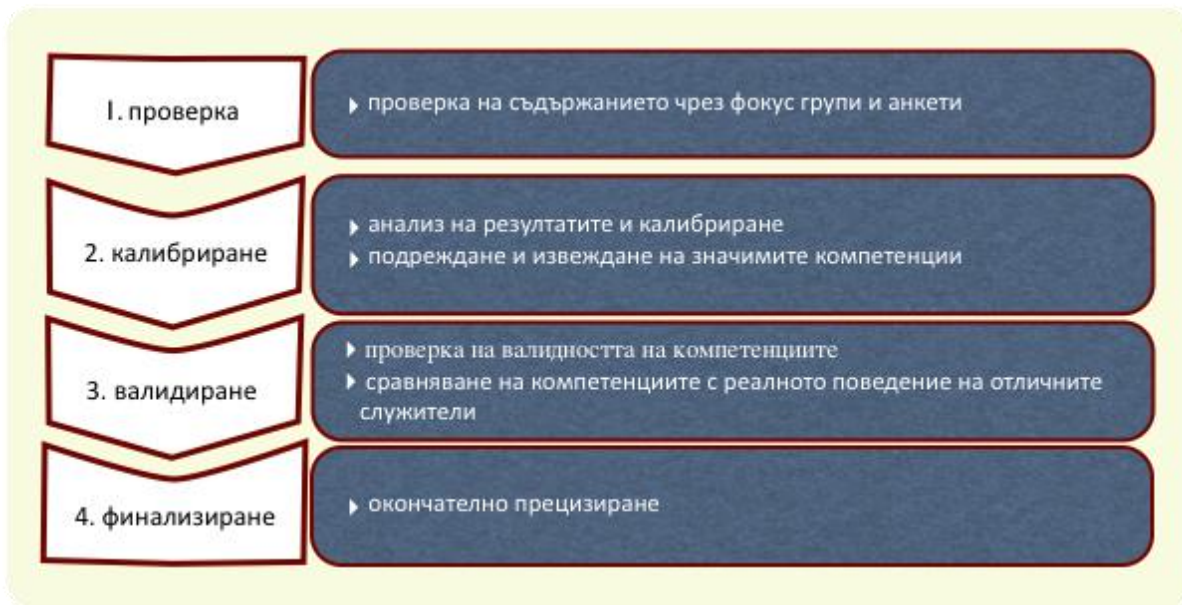 1. проверка
проверка на съдържанието чрез фокус групи и анкети
2. калибриране
анализ на резултатите и калибриране
подреждане и извеждане на значимите компетенции
3. валидиране
проверка на валидността на компетенциите
сравняване на компетенциите с реалното поведение на отличните
служители
4. финализиране
окончателно прецизиране